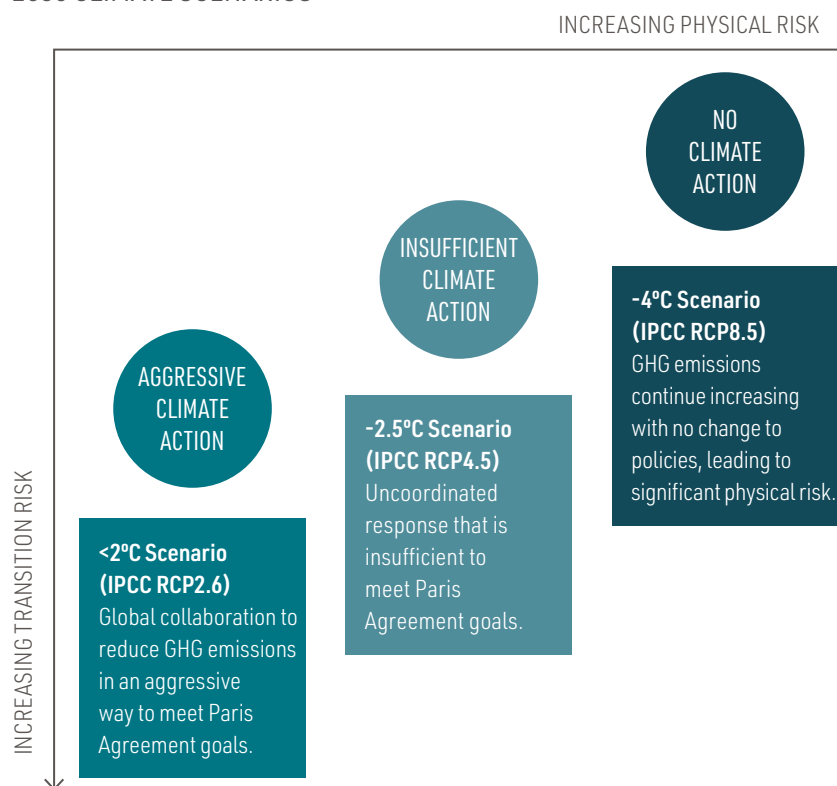 INCREASING PHYSICAL RISK
NO
CLIMATE
ACTION
INSUFFICIENT
CLIMATE
ACTION
AGGRESSIVE
CLIMATE
ACTION
-4ºC Scenario
(IPCC RCP8.5)
GHG emissions
continue increasing
with no change to
policies, leading to
significant physical risk.
-2.5ºC Scenario
(IPCC RCP4.5)
Uncoordinated
response that is
insufficient to
meet Paris
Agreement goals.
<2ºC Scenario
(IPCC RCP2.6)
Global collaboration to
reduce GHG emissions
in an aggressive
way to meet Paris
Agreement goals.
INCREASING TRANSITION RISK